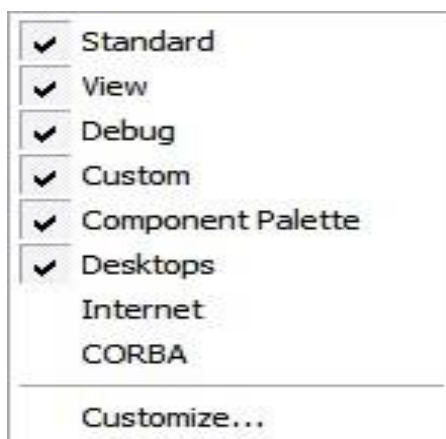 Standard
View
Debug
Custom
Component Palette
Desktops
Internet
CORBA
Customize...